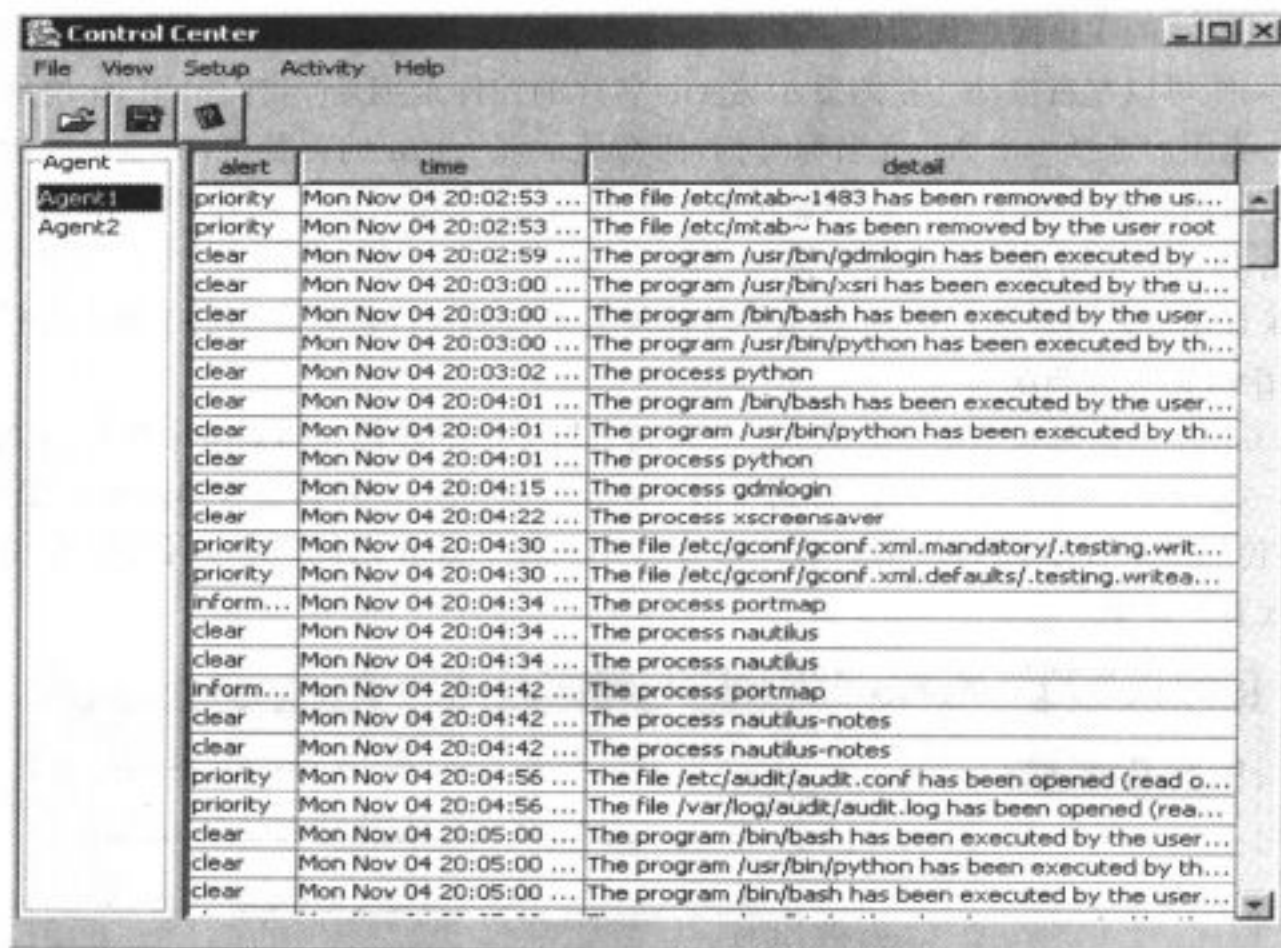 Control Center
File View Setup Activity Help
Agent
Agent1
Agent2
alert time detail
priority Mon Nov 04 20:02:53 ... The file /etc/mtab~1483 has been removed by the us...
priority Mon Nov 04 20:02:53 ... The file /etc/mtab~ has been removed by the user root
clear Mon Nov 04 20:02:59 ... The program /usr/bin/gdmlogin has been executed by ...
clear Mon Nov 04 20:03:00 ... The program /usr/bin/xsri has been executed by the u...
clear Mon Nov 04 20:03:00 ... The program /bin/bash has been executed by the user...
clear Mon Nov 04 20:03:00 ... The program /usr/bin/python has been executed by th...
clear Mon Nov 04 20:03:02 ... The process python
clear Mon Nov 04 20:04:01 ... The program /bin/bash has been executed by the user...
clear Mon Nov 04 20:04:01 ... The program /usr/bin/python has been executed by th...
clear Mon Nov 04 20:04:01 ... The process python
clear Mon Nov 04 20:04:15 ... The process gdmlogin
clear Mon Nov 04 20:04:22 ... The process xscreensaver
priority Mon Nov 04 20:04:30 ... The file /etc/gconf/gconf.xml.mandatory/.testing.writ...
priority Mon Nov 04 20:04:30 ... The file /etc/gconf/gconf.xml.defaults/.testing.writea...
inform... Mon Nov 04 20:04:34 ... The process portmap
clear Mon Nov 04 20:04:34 ... The process nautilus
clear Mon Nov 04 20:04:34 ... The process nautilus
inform... Mon Nov 04 20:04:42 ... The process portmap
clear Mon Nov 04 20:04:42 ... The process nautilus-notes
clear Mon Nov 04 20:04:42 ... The process nautilus-notes
priority Mon Nov 04 20:04:56 ... The file /etc/audit/audit.conf has been opened (read o...
priority Mon Nov 04 20:04:56 ... The file /var/log/audit/audit.log has been opened (rea...
clear Mon Nov 04 20:05:00 ... The program /bin/bash has been executed by the user...
clear Mon Nov 04 20:05:00 ... The program /usr/bin/python has been executed by th...
clear Mon Nov 04 20:05:00 ... The program /bin/bash has been executed by the user...